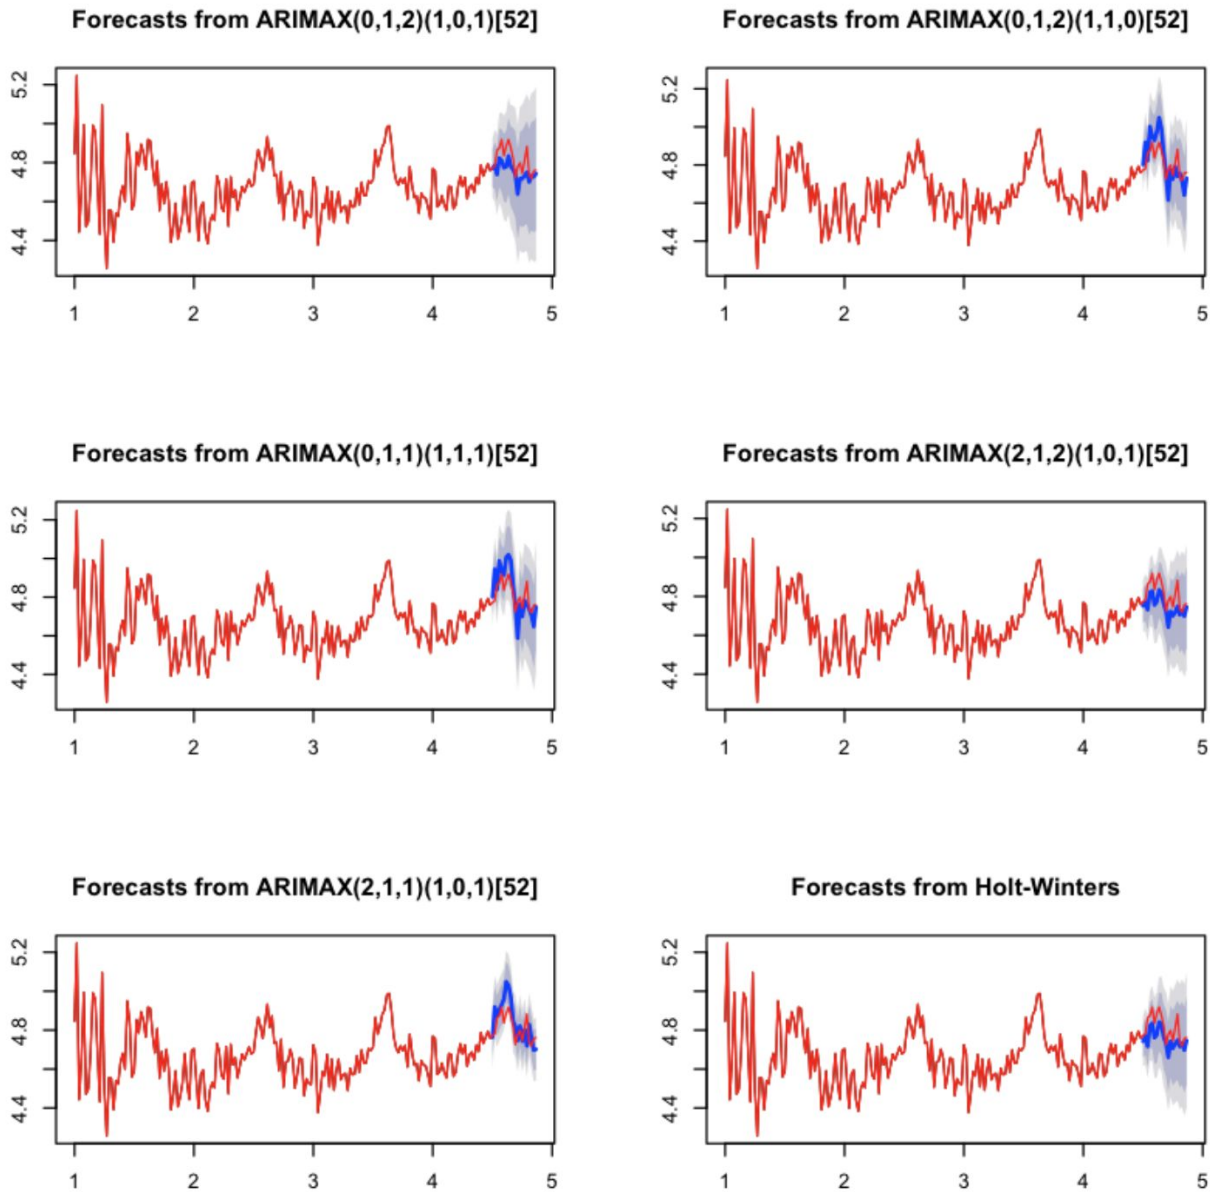 Forecasts from ARIMAX(0,1,2)(1,0,1)[52]
5.2
4.8
4.4
1 2 3 4 5
Forecasts from ARIMAX(0,1,2)(1,1,0)[52]
5.2
4.8
4.4
1 2 3 4 5
Forecasts from ARIMAX(0,1,1)(1,1,1)[52]
5.2
4.8
4.4
1 2 3 4 5
Forecasts from ARIMAX(2,1,2)(1,0,1)[52]
5.2
4.8
4.4
1 2 3 4 5
Forecasts from ARIMAX(2,1,1)(1,0,1)[52]
5.2
4.8
4.4
1 2 3 4 5
Forecasts from Holt-Winters
5.2
4.8
4.4
1 2 3 4 5